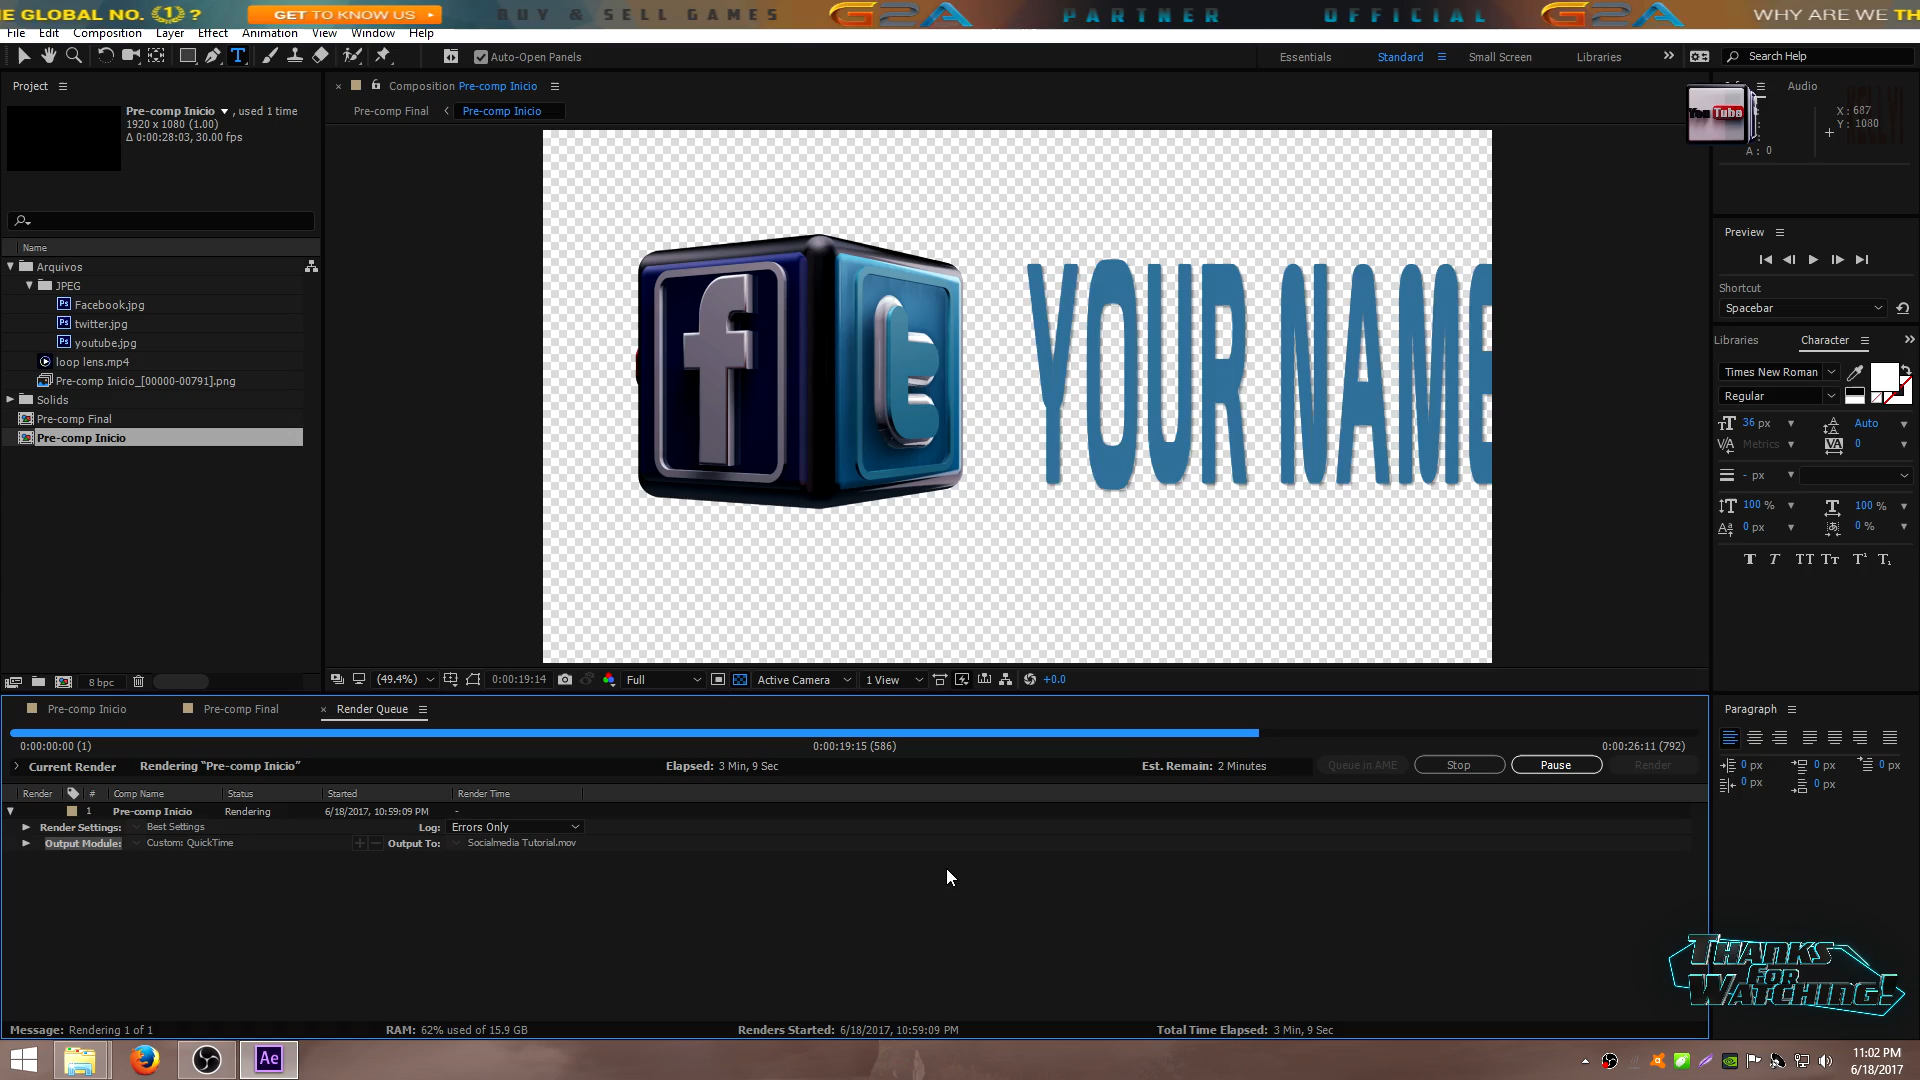 THE GLOBAL NO. 1 ?
GET TO KNOW US
BUY & SELL GAMES
G2A
PARTNER
OFFICIAL
G2A
WHY ARE WE TH
File Edit Composition Layer Effect Animation View Window Help
Auto-Open Panels
Essentials Standard Small Screen Libraries
Search Help
Project
Pre-comp Inicio , used 1 time
1920 x 1080 (1.00)
Δ 0:00:28:03, 30.00 fps
Name
Arquivos
JPEG
Facebook.jpg
twitter.jpg
youtube.jpg
loop lens.mp4
Pre-comp Inicio_[00000-00791].png
Solids
Pre-comp Final
Pre-comp Inicio
8 bpc
Composition Pre-comp Inicio
Pre-comp Final Pre-comp Inicio
f
t
YOUR NAME
(49.4%) 0:00:19:14 Full Active Camera 1 View +0.0
You Tube
Audio
X : 687
Y : 1080
A : 0
Preview
Shortcut
Spacebar
Libraries Character
Times New Roman
Regular
36 px Auto
Metrics 0
- px
100 % 100 %
0 px 0 %
Paragraph
0 px 0 px 0 px
0 px 0 px
Pre-comp Inicio Pre-comp Final Render Queue
0:00:00:00 (1) 0:00:19:15 (586) 0:00:26:11 (792)
Current Render Rendering “Pre-comp Inicio” Elapsed: 3 Min, 9 Sec Est. Remain: 2 Minutes Queue in AME Stop Pause Render
Render # Comp Name Status Started Render Time
1 Pre-comp Inicio Rendering 6/18/2017, 10:59:09 PM -
Render Settings: Best Settings Log: Errors Only
Output Module: Custom: QuickTime Output To: Socialmedia Tutorial.mov
THANKS
FOR
WATCHING!
Message: Rendering 1 of 1 RAM: 62% used of 15.9 GB Renders Started: 6/18/2017, 10:59:09 PM Total Time Elapsed: 3 Min, 9 Sec
Ae
11:02 PM
6/18/2017